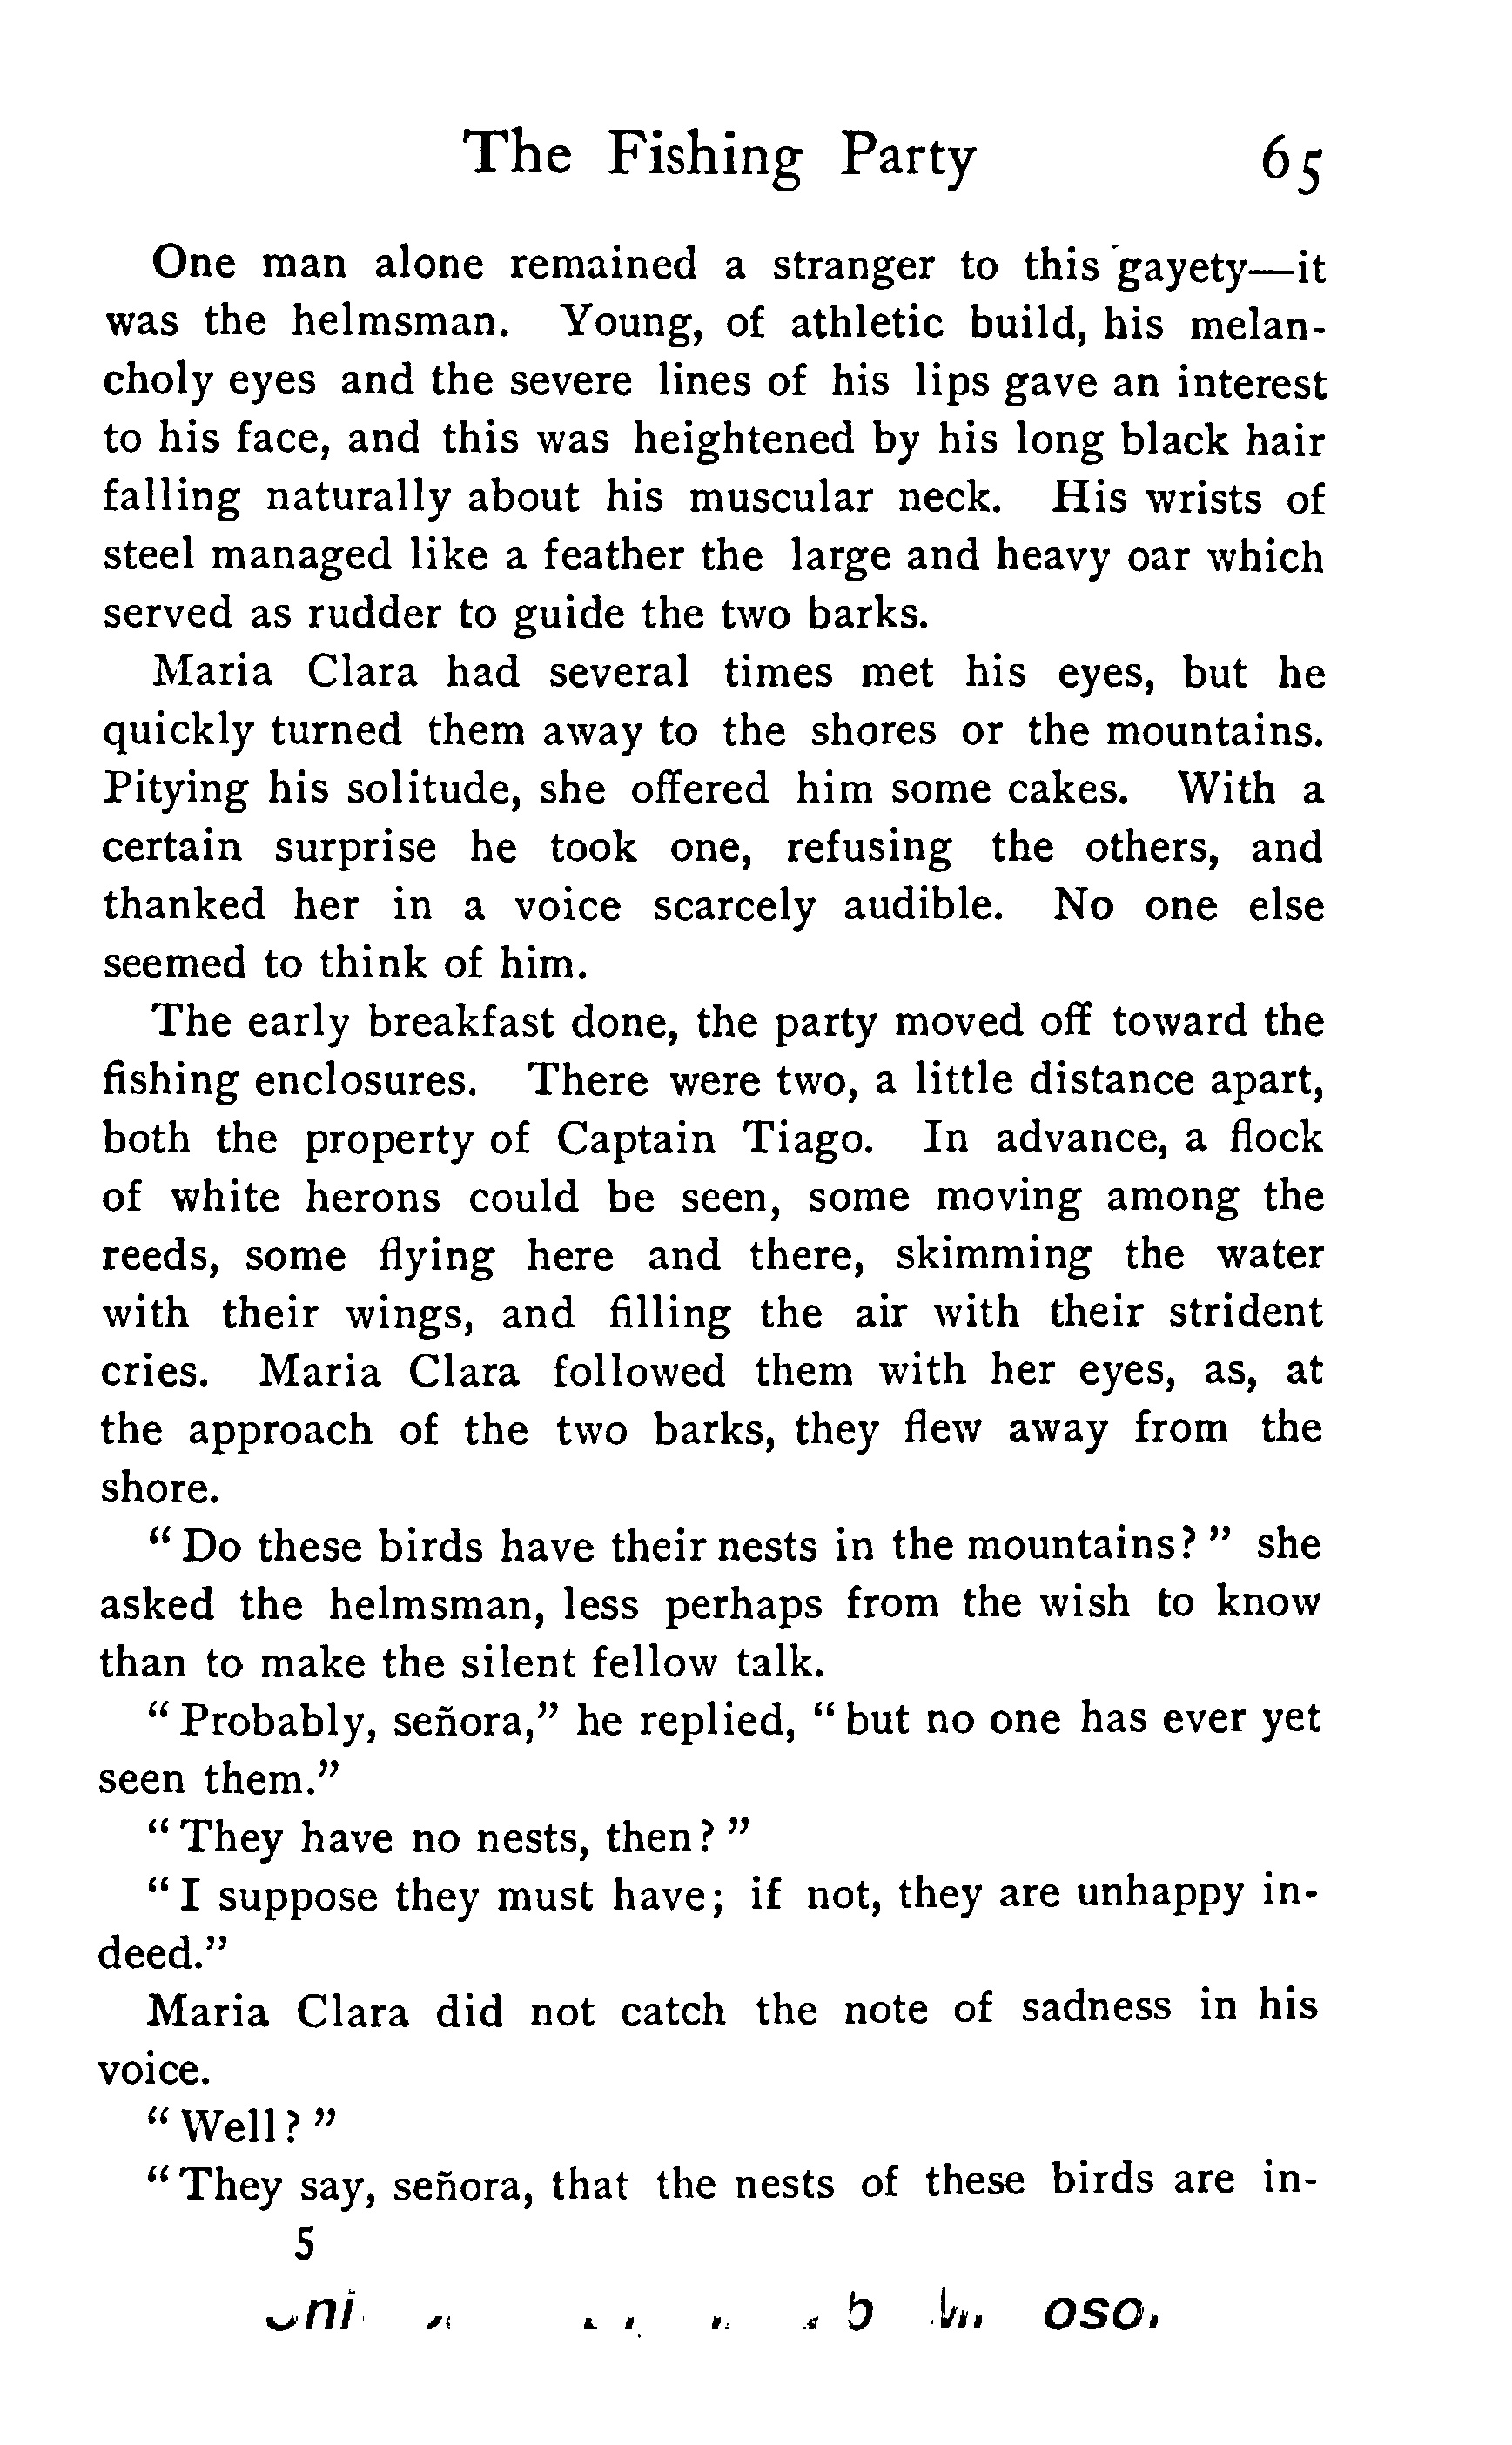 The Fishing Party 65
One man alone remained a stranger to this gayety—it
was the helmsman. Young, of athletic build, his melan-
choly eyes and the severe lines of his lips gave an interest
to his face, and this was heightened by his long black hair
falling naturally about his muscular neck. His wrists of
steel managed like a feather the large and heavy oar which
served as rudder to guide the two barks.
Maria Clara had several times met his eyes, but he
quickly turned them away to the shores or the mountains.
Pitying his solitude, she offered him some cakes. With a
certain surprise he took one, refusing the others, and
thanked her in a voice scarcely audible. No one else
seemed to think of him.
The early breakfast done, the party moved off toward the
fishing enclosures. There were two, a little distance apart,
both the property of Captain Tiago. In advance, a flock
of white herons could be seen, some moving among the
reeds, some flying here and there, skimming the water
with their wings, and filling the air with their strident
cries. Maria Clara followed them with her eyes, as, at
the approach of the two barks, they flew away from the
shore.
“ Do these birds have their nests in the mountains? ” she
asked the helmsman, less perhaps from the wish to know
than to make the silent fellow talk.
“ Probably, señora,” he replied, “ but no one has ever yet
seen them.”
“ They have no nests, then? ”
“ I suppose they must have; if not, they are unhappy in-
deed.”
Maria Clara did not catch the note of sadness in his
voice.
“ Well? ”
“ They say, señora, that the nests of these birds are in-
5